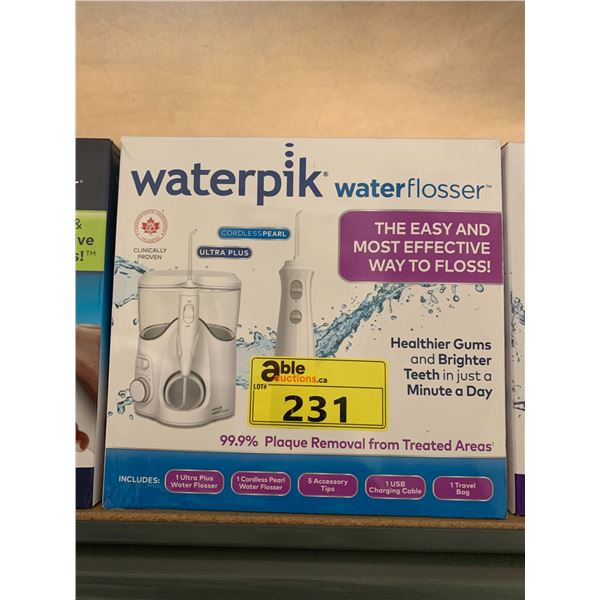 waterpik® waterflosser™
CORDLESS PEARL
ULTRA PLUS
CLINICALLY
PROVEN
THE EASY AND
MOST EFFECTIVE
WAY TO FLOSS!
Healthier Gums
and Brighter
Teeth in just a
Minute a Day
able
auctions.ca
LOT#
231
99.9% Plaque Removal from Treated Areas¹
INCLUDES:
1 Ultra Plus
Water Flosser
1 Cordless Pearl
Water Flosser
5 Accessory
Tips
1 USB
Charging Cable
1 Travel
Bag
&
ve
s!™